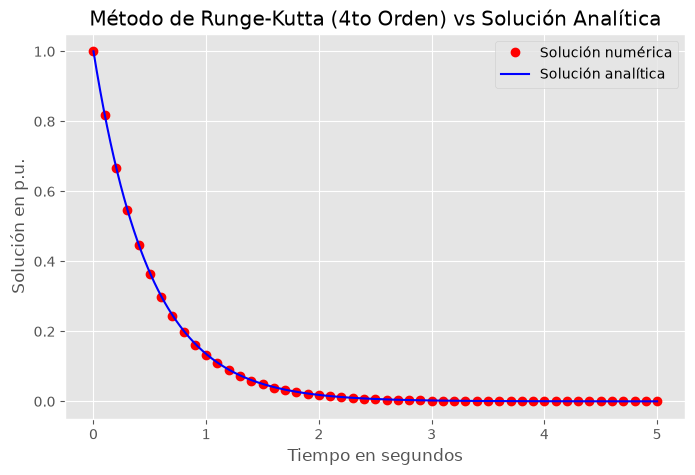 Método de Runge-Kutta (4to Orden) vs Solución Analítica
Solución numérica
Solución analítica
Solución en p.u.
1.0
0.8
0.6
0.4
0.2
0.0
0 1 2 3 4 5
Tiempo en segundos